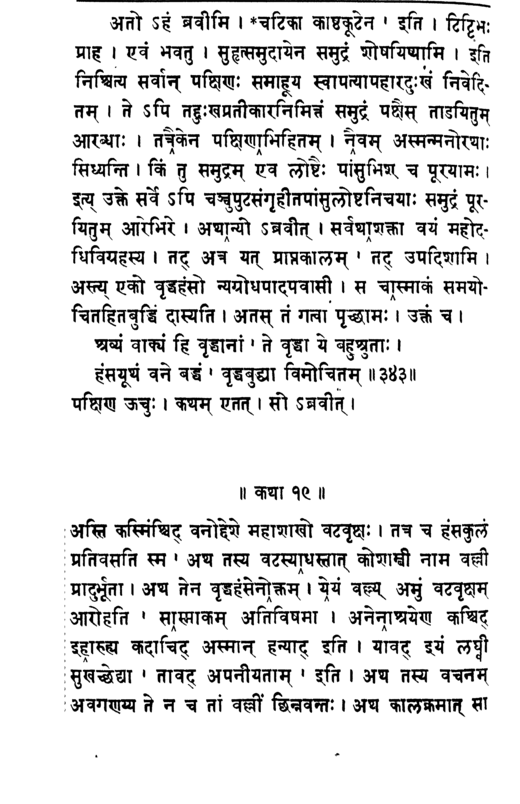 अतो ऽहं ब्रवीमि । *चटिका काष्ठकूटेन ' इति । टिट्टिभः
प्राह । एवं भवतु । सुहृत्समुदायेन समुद्रं शोषयिष्यामि । इति
निश्चित्य सर्वान् पक्षिणः समाहूय स्वापत्यापहारदुःखं निवेदि-
तम् । ते ऽपि तद्दुःखप्रतीकारनिमित्तं समुद्रं पक्षैस् ताडयितुम्
आरब्धाः । तत्रैकेन पक्षिणाभिहितम् । नैवम् अस्मन्मनोरथाः
सिध्यन्ति । किं तु समुद्रम् एव लोष्टैः पांसुभिश् च पूरयामः ।
इत्य् उक्ते सर्वे ऽपि चञ्चुपुटसंगृहीतपांसुलोष्टनिचयाः समुद्रं पूर-
यितुम् आरेभिरे । अथान्यो ऽब्रवीत् । सर्वथाशक्ता वयं महोद-
धिविग्रहस्य । तद् अत्र यत् प्राप्तकालम् ' तद् उपदिशामि ।
अस्त्य् एको वृद्धहंसो न्यग्रोधपादपवासी । स चास्माकं समयो-
चितहितबुद्धिं दास्यति । अतस् तं गत्वा पृच्छामः । उक्तं च ।
श्रव्यं वाक्यं हि वृद्धानां ' ते वृद्धा ये बहुश्रुताः ।
हंसयूथं वने बद्धं ' वृद्धबुद्ध्या विमोचितम् ॥३४३॥
पक्षिण ऊचुः । कथम् एतत् । सो ऽब्रवीत् ।
॥ कथा १९ ॥
अस्ति कस्मिंश्चिद् वनोद्देशे महाशाखो वटवृक्षः । तत्र च हंसकुलं
प्रतिवसति स्म ' अथ तस्य वटस्याधस्तात् कोशाम्बी नाम वल्ली
प्रादुर्भूता । अथ तेन वृद्धहंसेनोक्तम् । येयं वल्ल्य् अमुं वटवृक्षम्
आरोहति ' सास्माकम् अतिविषमा । अनेनाश्रयेण कश्चिद्
इहारुह्य कदाचिद् अस्मान् हन्याद् इति । यावद् इयं लघ्वी
सुखच्छेद्या ' तावद् अपनीयताम् ' इति । अथ तस्य वचनम्
अवगणय्य ते न च तां वल्लीं छिन्नवन्तः । अथ कालक्रमात् सा